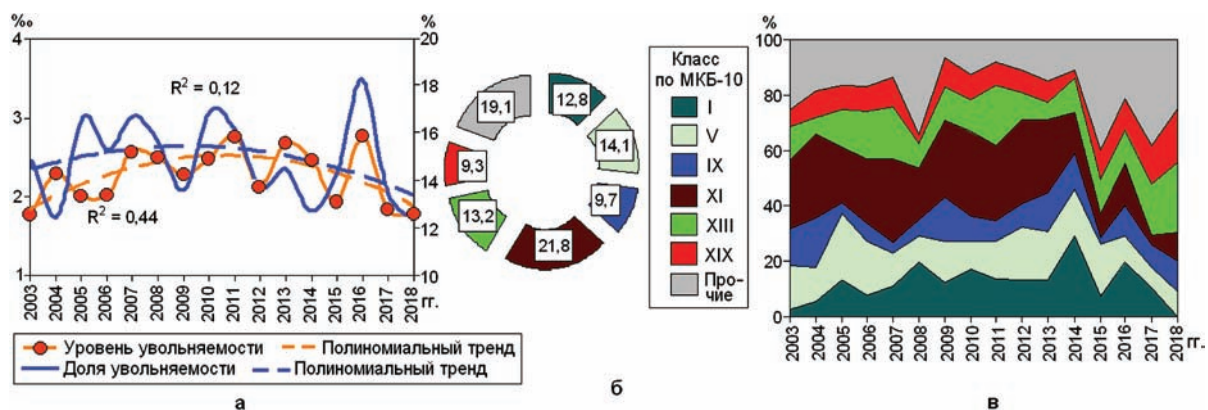 ‰
4
3
2
1
%
20
18
16
14
12
10
R² = 0,12
R² = 0,44
2003
2004
2005
2006
2007
2008
2009
2010
2011
2012
2013
2014
2015
2016
2017
2018
гг.
Уровень увольняемости
Полиномиальный тренд
Доля увольняемости
Полиномиальный тренд
а
12,8
14,1
9,7
21,8
13,2
9,3
19,1
Класс
по МКБ-10
I
V
IX
XI
XIII
XIX
Про-
чие
б
%
100
80
60
40
20
0
2003
2004
2005
2006
2007
2008
2009
2010
2011
2012
2013
2014
2015
2016
2017
2018
гг.
в